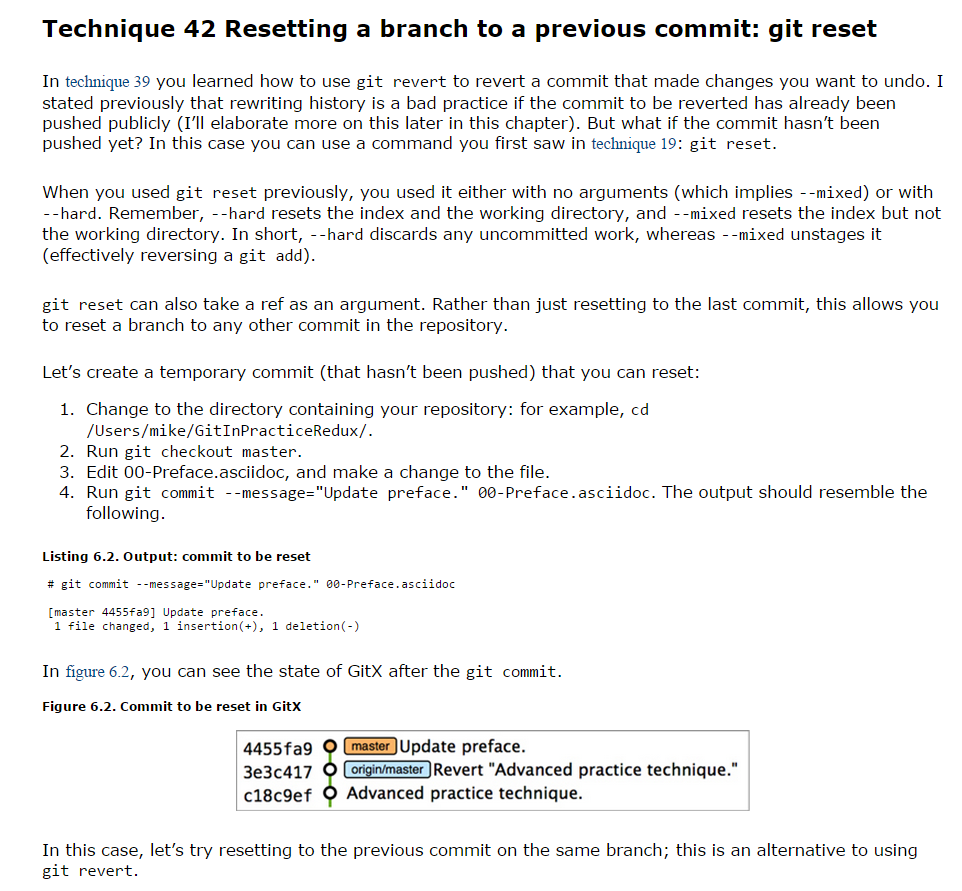 Technique 42 Resetting a branch to a previous commit: git reset
In technique 39 you learned how to use git revert to revert a commit that made changes you want to undo. I
stated previously that rewriting history is a bad practice if the commit to be reverted has already been
pushed publicly (I’ll elaborate more on this later in this chapter). But what if the commit hasn’t been
pushed yet? In this case you can use a command you first saw in technique 19: git reset.
When you used git reset previously, you used it either with no arguments (which implies --mixed) or with
--hard. Remember, --hard resets the index and the working directory, and --mixed resets the index but not
the working directory. In short, --hard discards any uncommitted work, whereas --mixed unstages it
(effectively reversing a git add).
git reset can also take a ref as an argument. Rather than just resetting to the last commit, this allows you
to reset a branch to any other commit in the repository.
Let’s create a temporary commit (that hasn’t been pushed) that you can reset:
1. Change to the directory containing your repository: for example, cd
/Users/mike/GitInPracticeRedux/.
2. Run git checkout master.
3. Edit 00-Preface.asciidoc, and make a change to the file.
4. Run git commit --message="Update preface." 00-Preface.asciidoc. The output should resemble the
following.
Listing 6.2. Output: commit to be reset
# git commit --message="Update preface." 00-Preface.asciidoc
[master 4455fa9] Update preface.
1 file changed, 1 insertion(+), 1 deletion(-)
In figure 6.2, you can see the state of GitX after the git commit.
Figure 6.2. Commit to be reset in GitX
4455fa9 master Update preface.
3e3c417 origin/master Revert "Advanced practice technique."
c18c9ef Advanced practice technique.
In this case, let’s try resetting to the previous commit on the same branch; this is an alternative to using
git revert.